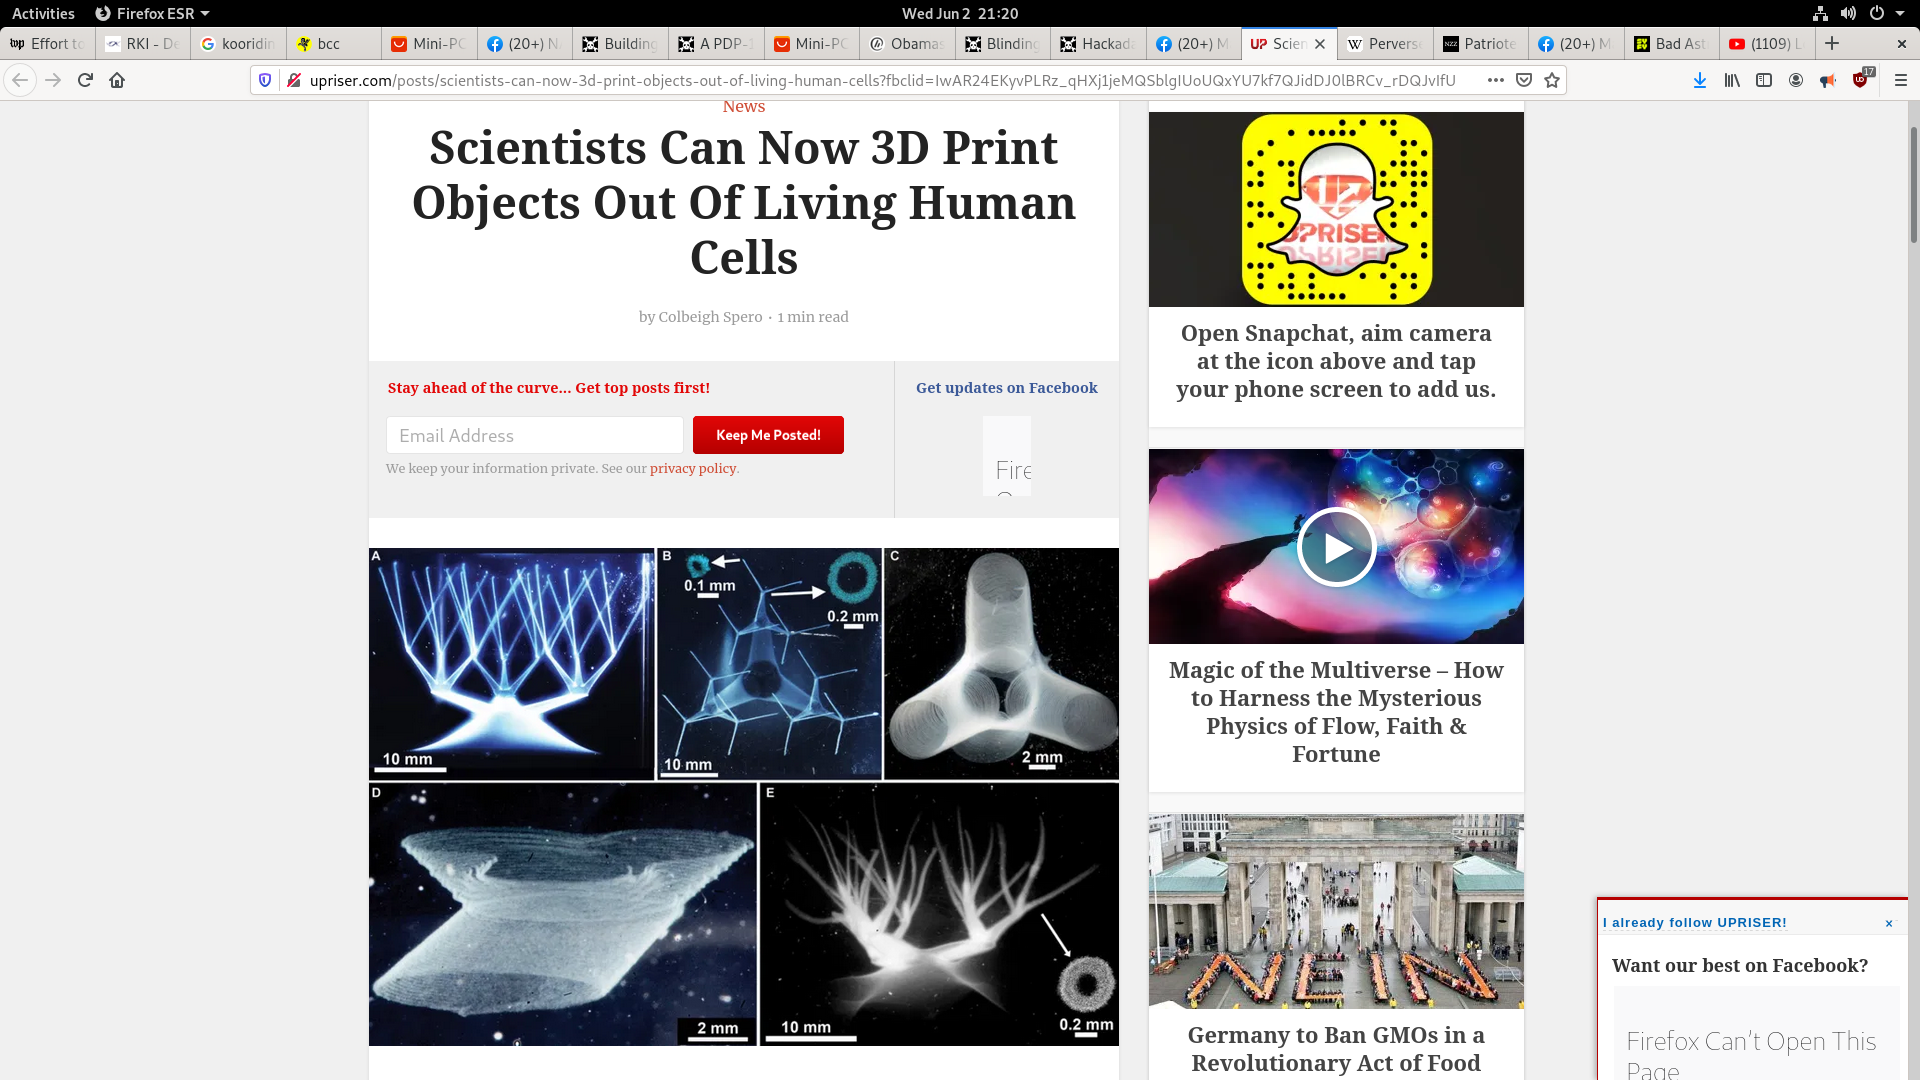 Activities
Firefox ESR
Wed Jun 2 21:20
Effort to
RKI - De
koordin
bcc
Mini-PC
(20+) N
Building
A PDP-1
Mini-PC
Obamas
Blinding
Hackada
(20+) M
UP Scien
W Pervers
NZZ Patriote
(20+) M
Bad Ast
(1109) L
upriser.com/posts/scientists-can-now-3d-print-objects-out-of-living-human-cells?fbclid=IwAR24EKyvPLRz_qHXj1jeMQSblgIUoUQxYU7kf7QJidDJ0lBRCv_rDQJvIfU
17
News
Scientists Can Now 3D Print
Objects Out Of Living Human
Cells
by Colbeigh Spero · 1 min read
Stay ahead of the curve... Get top posts first!
Email Address
Keep Me Posted!
We keep your information private. See our privacy policy.
Get updates on Facebook
Fire
A
10 mm
B
0.1 mm
0.2 mm
10 mm
C
2 mm
D
2 mm
E
10 mm
0.2 mm
UPRISER
Open Snapchat, aim camera
at the icon above and tap
your phone screen to add us.
Magic of the Multiverse – How
to Harness the Mysterious
Physics of Flow, Faith &
Fortune
NEIN
Germany to Ban GMOs in a
Revolutionary Act of Food
I already follow UPRISER!
×
Want our best on Facebook?
Firefox Can't Open This
Page